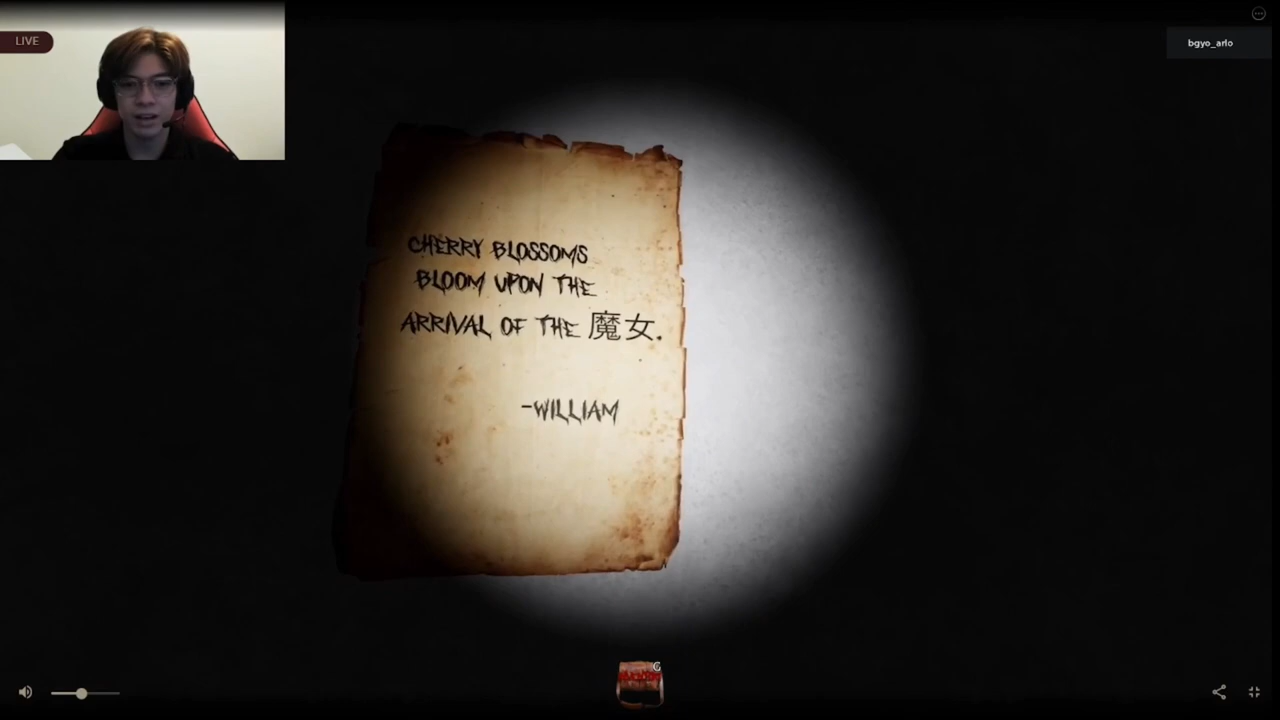 LIVE
bgyo_arlo
CHERRY BLOSSOMS
BLOOM UPON THE
ARRIVAL OF THE 魔女.
-WILLIAM
G